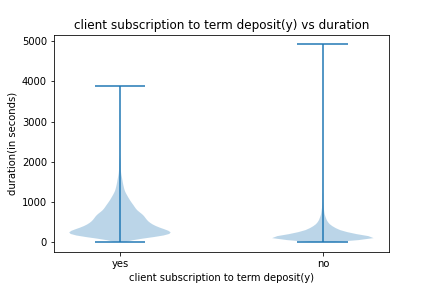 client subscription to term deposit(y) vs duration
5000
4000
3000
2000
1000
0
duration(in seconds)
yes
no
client subscription to term deposit(y)